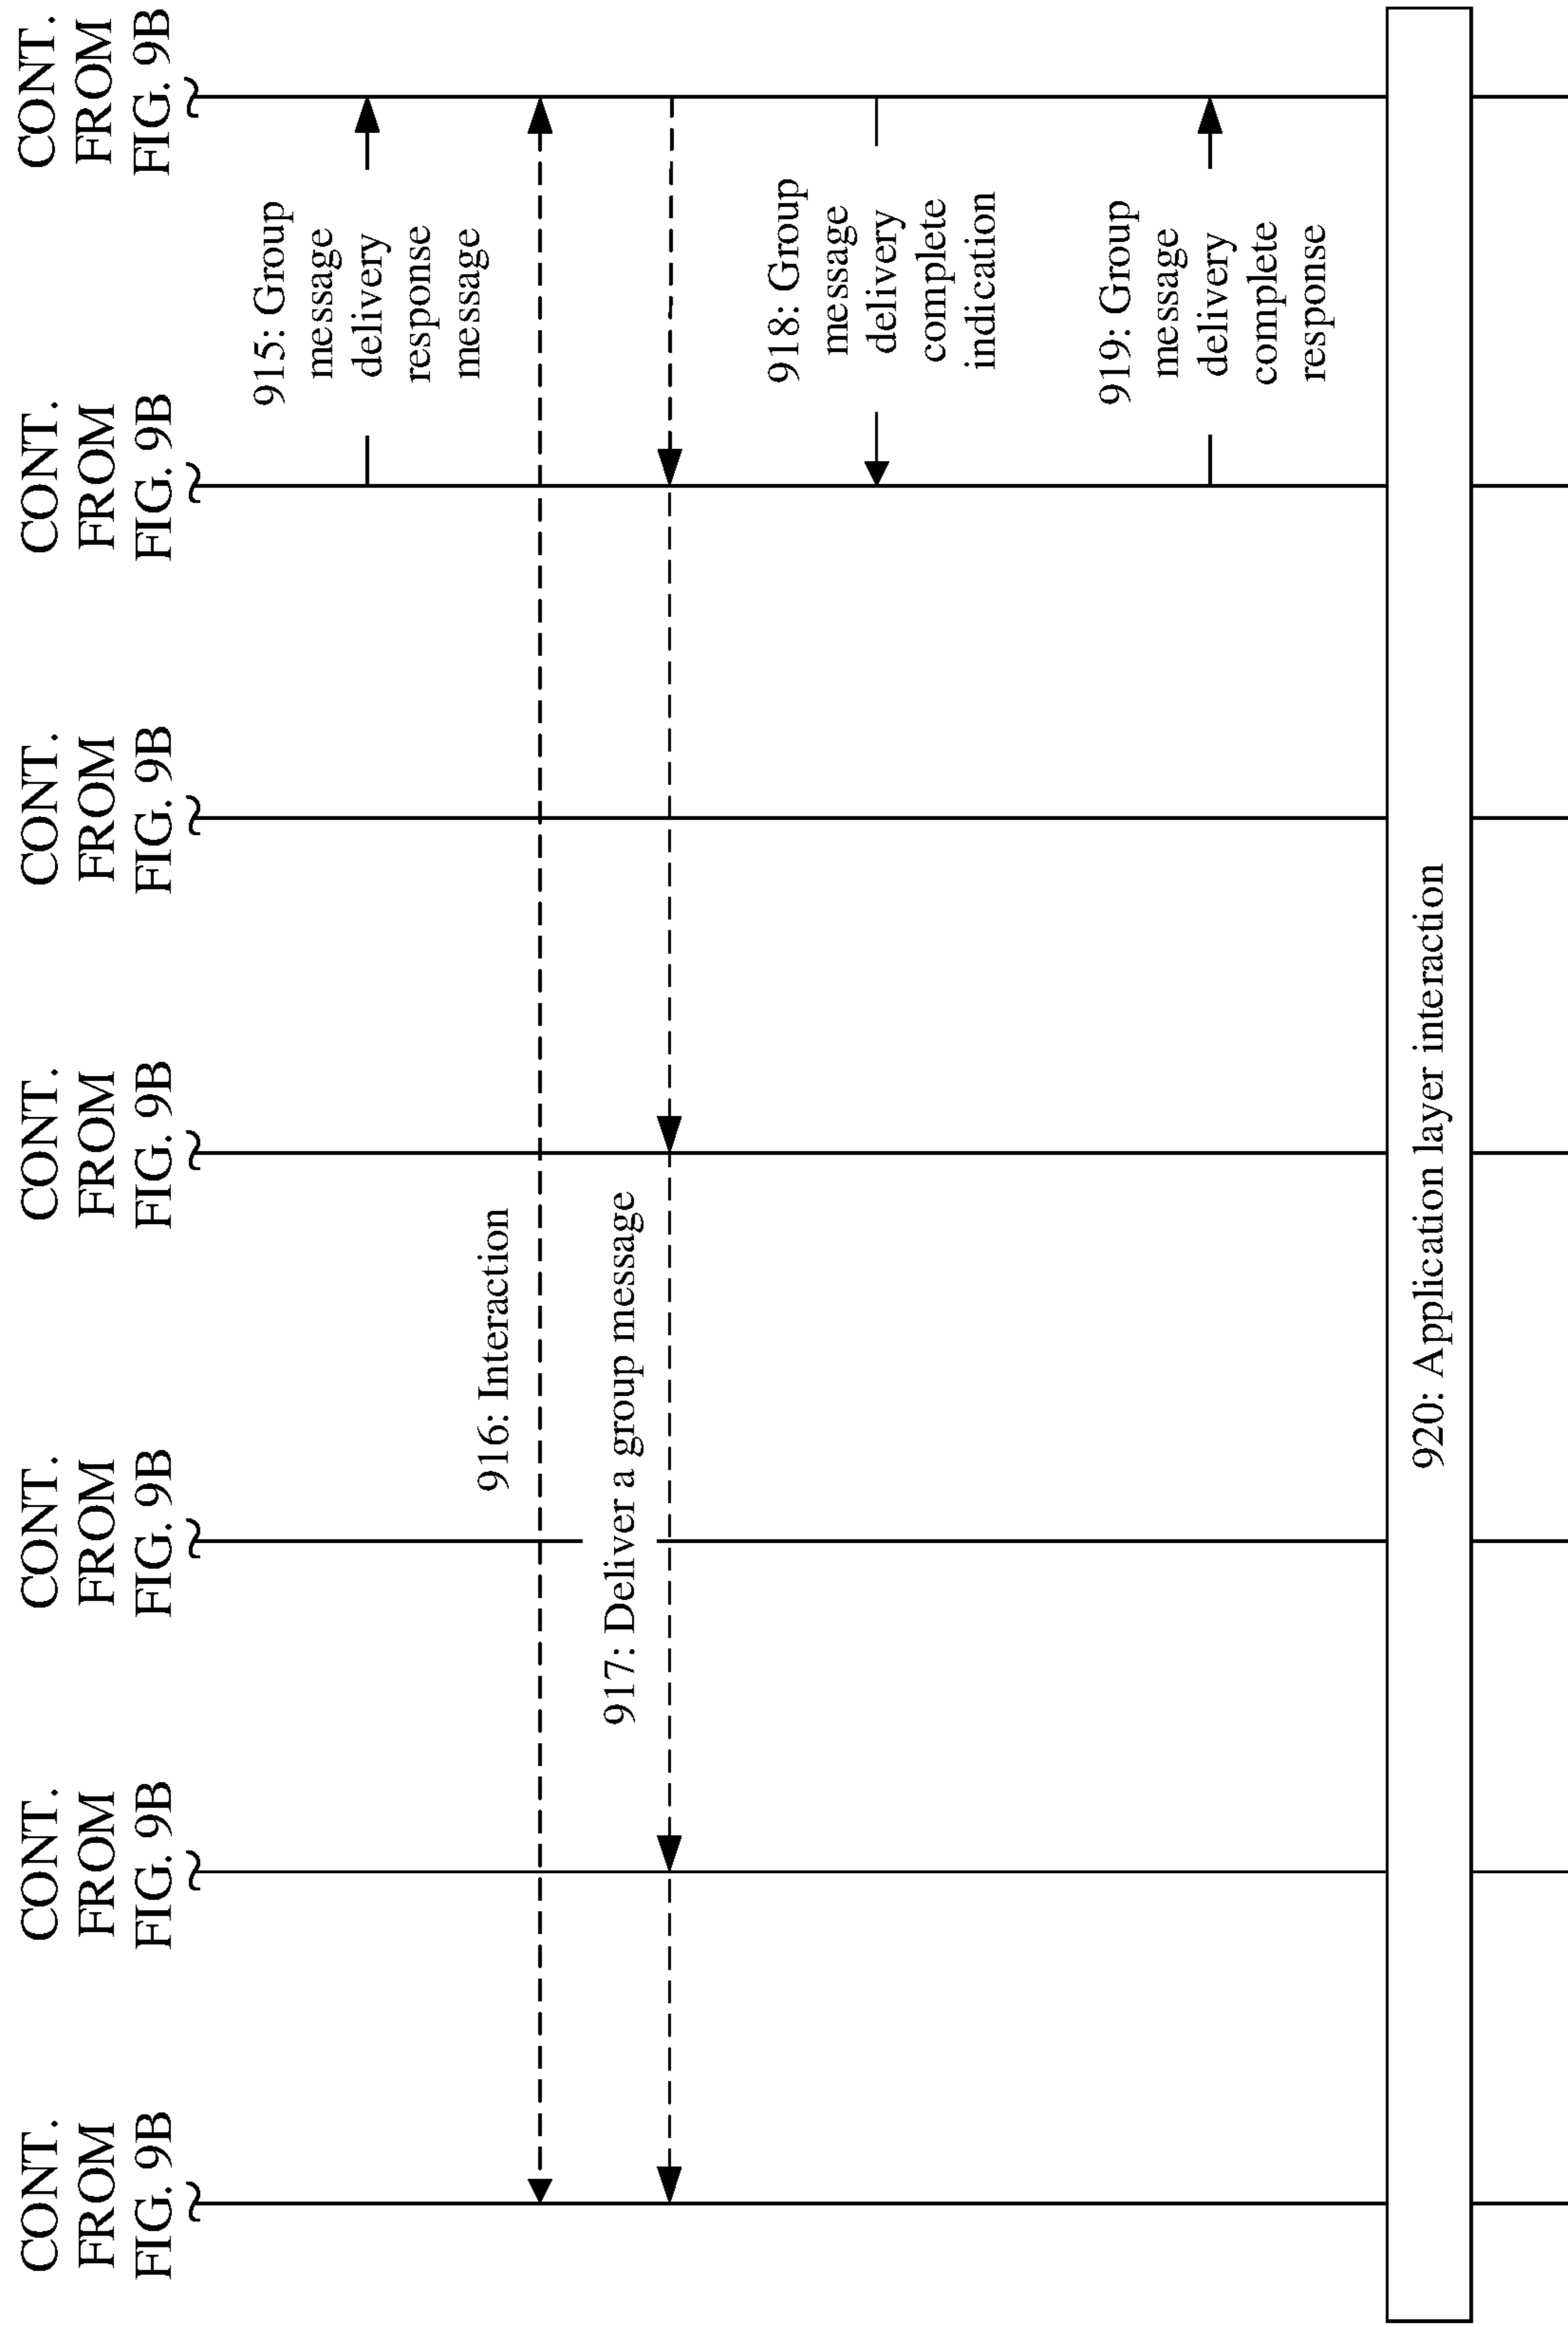 CONT.
FROM
FIG. 9B
CONT.
FROM
FIG. 9B
CONT.
FROM
FIG. 9B
CONT.
FROM
FIG. 9B
CONT.
FROM
FIG. 9B
CONT.
FROM
FIG. 9B
CONT.
FROM
FIG. 9B
915: Group
message
delivery
response
message
916: Interaction
917: Deliver a group message
918: Group
message
delivery
complete
indication
919: Group
message
delivery
complete
response
920: Application layer interaction